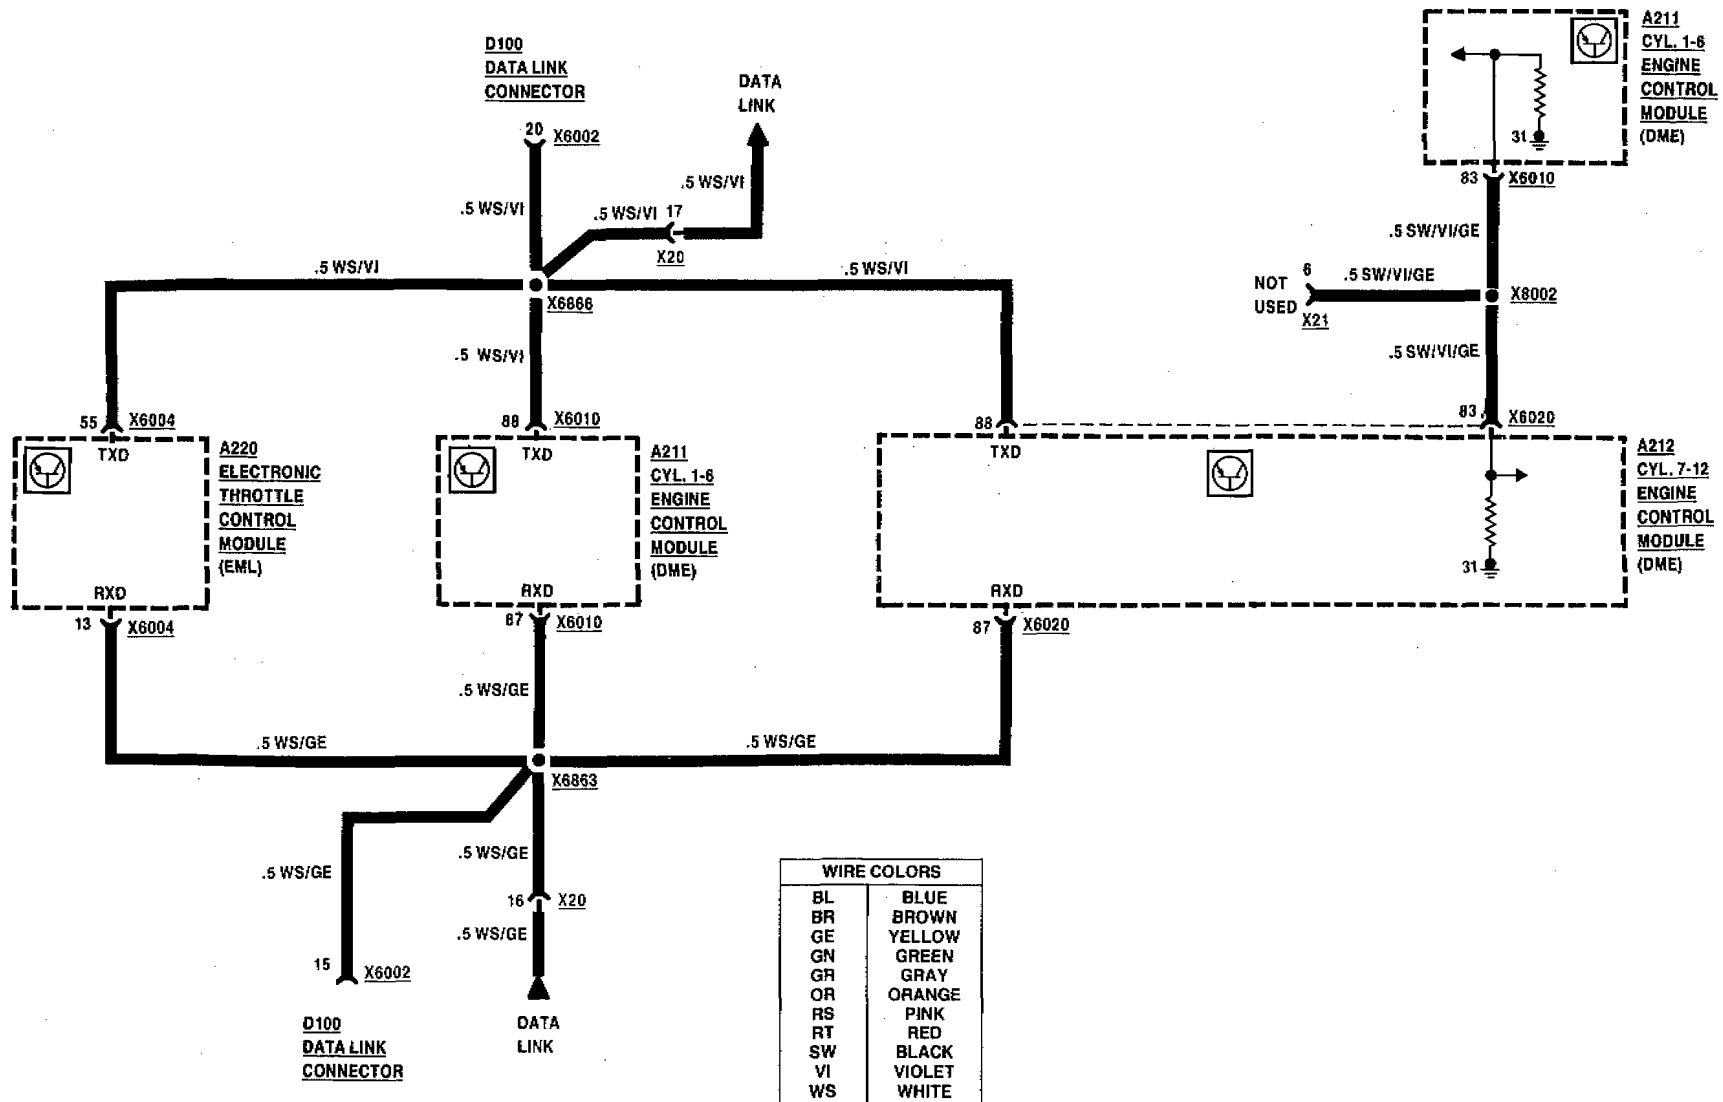 D100
DATA LINK
CONNECTOR
20 X6002
DATA
LINK
.5 WS/VI
.5 WS/VI
.5 WS/VI 17
X20
.5 WS/VI
.5 WS/VI
X6866
.5 WS/VI
A211
CYL. 1-6
ENGINE
CONTROL
MODULE
(DME)
31
83 X6010
.5 SW/VI/GE
NOT
USED
6
.5 SW/VI/GE
X21
X8002
.5 SW/VI/GE
55 X6004
TXD
A220
ELECTRONIC
THROTTLE
CONTROL
MODULE
(EML)
RXD
13 X6004
88 X6010
TXD
A211
CYL. 1-6
ENGINE
CONTROL
MODULE
(DME)
RXD
87 X6010
88
TXD
83 X6020
A212
CYL. 7-12
ENGINE
CONTROL
MODULE
(DME)
31
RXD
87 X6020
.5 WS/GE
.5 WS/GE
.5 WS/GE
X6863
.5 WS/GE
.5 WS/GE
16 X20
.5 WS/GE
15 X6002
D100
DATA LINK
CONNECTOR
DATA
LINK
WIRE COLORS
BL BLUE
BR BROWN
GE YELLOW
GN GREEN
GR GRAY
OR ORANGE
RS PINK
RT RED
SW BLACK
VI VIOLET
WS WHITE